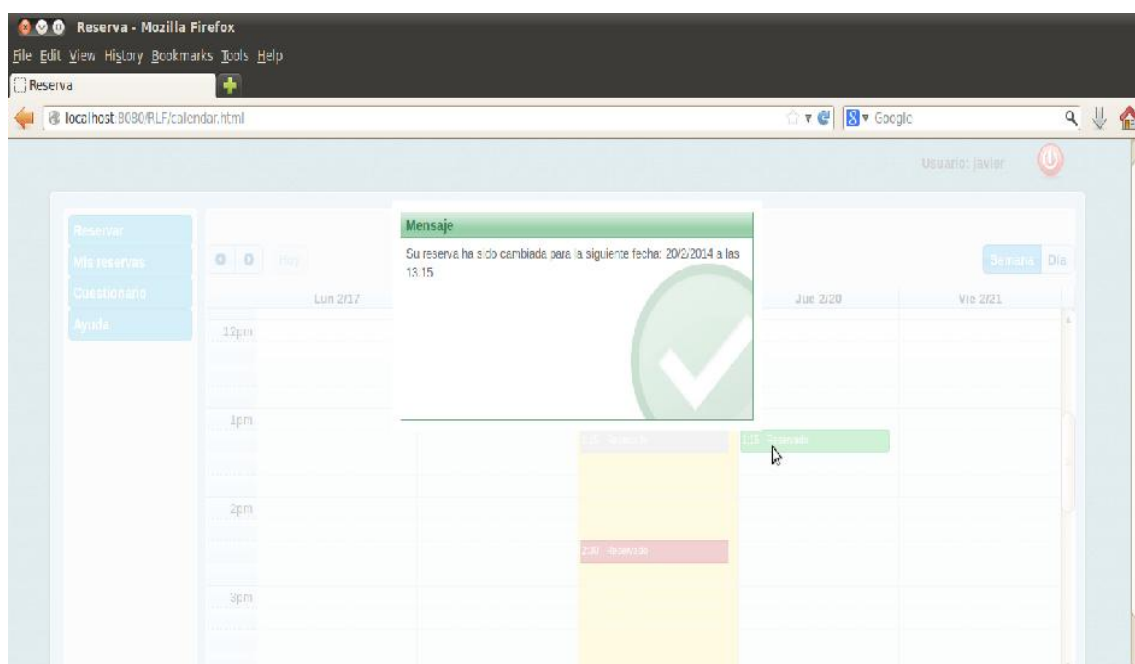 Reserva - Mozilla Firefox
File Edit View History Bookmarks Tools Help
Reserva
localhost:8080/RLF/calendar.html
Google
Usuario: javier
Reservar
Mis reservas
Cuestionario
Ayuda
Hoy
Semana Día
Mensaje
Su reserva ha sido cambiada para la siguiente fecha: 20/2/2014 a las
13:15
Lun 2/17
Jue 2/20
Vie 2/21
12pm
1pm
1:15 Reservado
2pm
2:30 Reservado
3pm